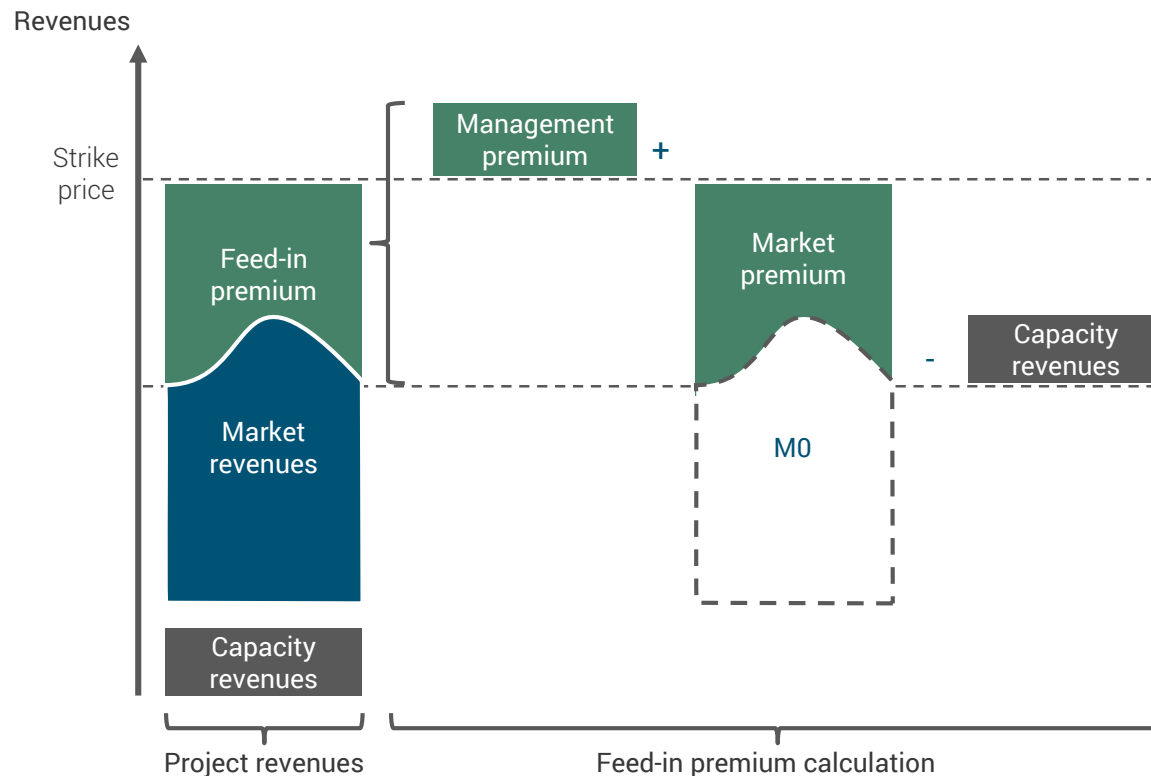 Revenues
Management
premium
+
Strike
price
Feed-in
premium
Market
premium
Capacity
revenues
-
Market
revenues
M0
Capacity
revenues
Project revenues
Feed-in premium calculation